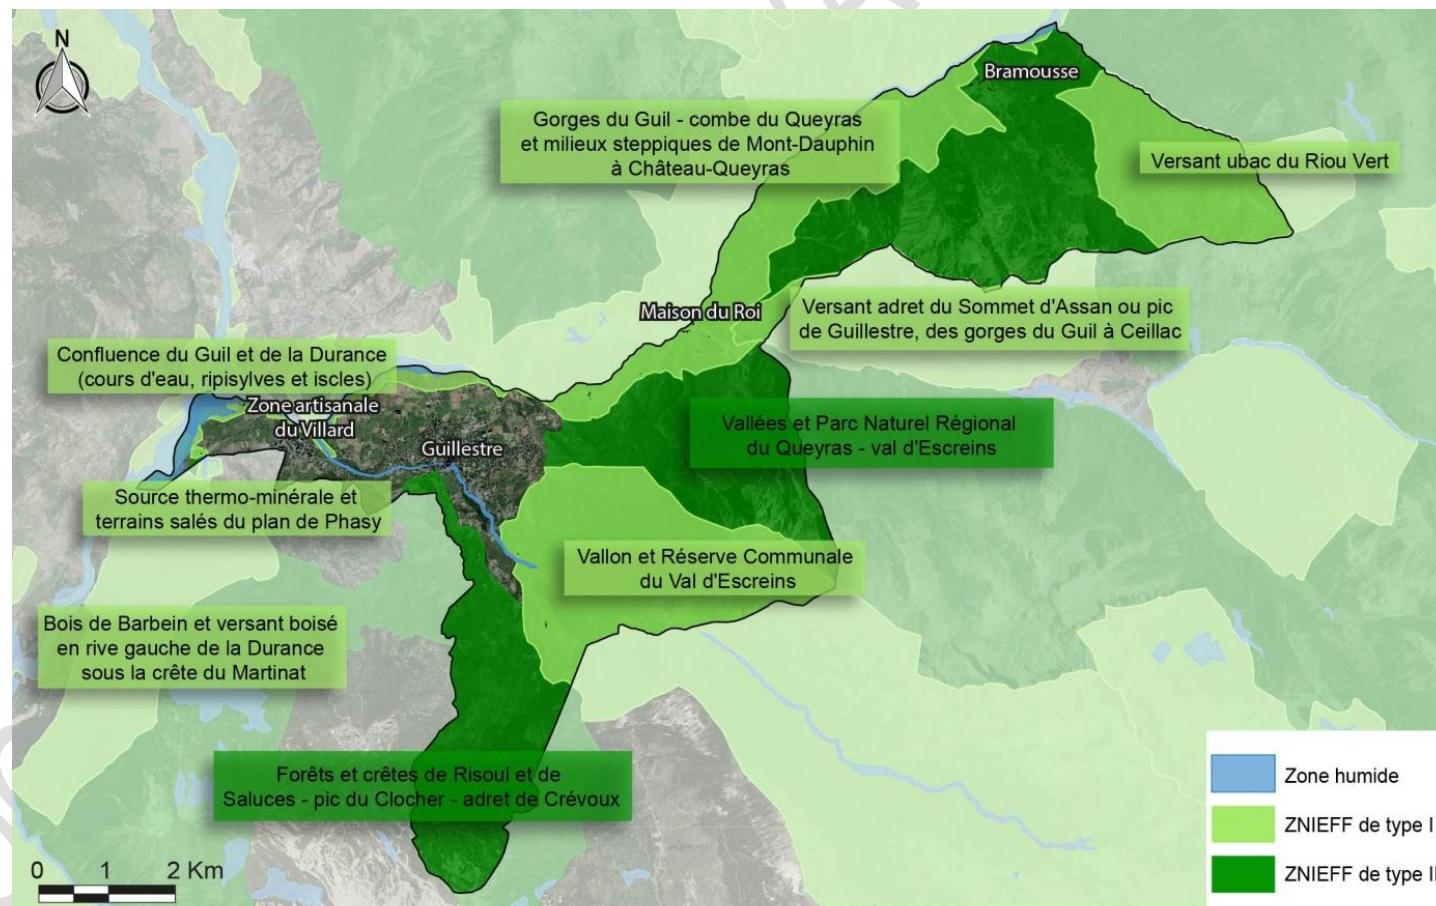 N
Bramousse
Gorges du Guil - combe du Queyras
et milieux steppiques de Mont-Dauphin
à Château-Queyras
Versant ubac du Riou Vert
Maison du Roi
Versant adret du Sommet d'Assan ou pic
de Guillestre, des gorges du Guil à Ceillac
Confluence du Guil et de la Durance
(cours d'eau, ripisylves et iscles)
Zone artisanale
du Villard
Guillestre
Vallées et Parc Naturel Régional
du Queyras - val d'Escreins
Source thermo-minérale et
terrains salés du plan de Phasy
Vallon et Réserve Communale
du Val d'Escreins
Bois de Barbein et versant boisé
en rive gauche de la Durance
sous la crête du Martinat
Forêts et crêtes de Risoul et de
Saluces - pic du Clocher - adret de Crévoux
Zone humide
ZNIEFF de type I
ZNIEFF de type II
0 1 2 Km